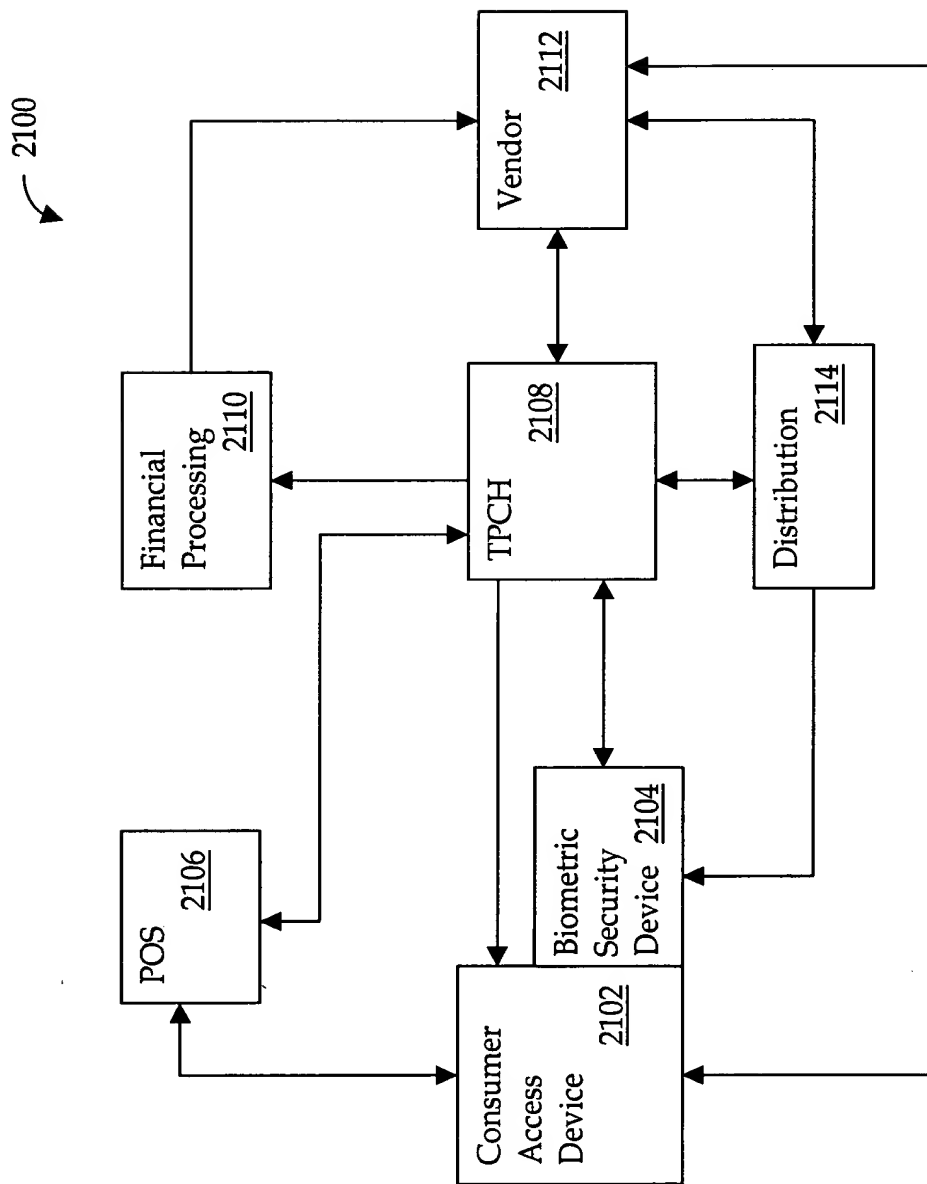 2100
POS
2106
Financial
Processing
2110
Consumer
Access
Device
2102
Biometric
Security
Device 2104
TPCH
2108
Vendor
2112
Distribution
2114